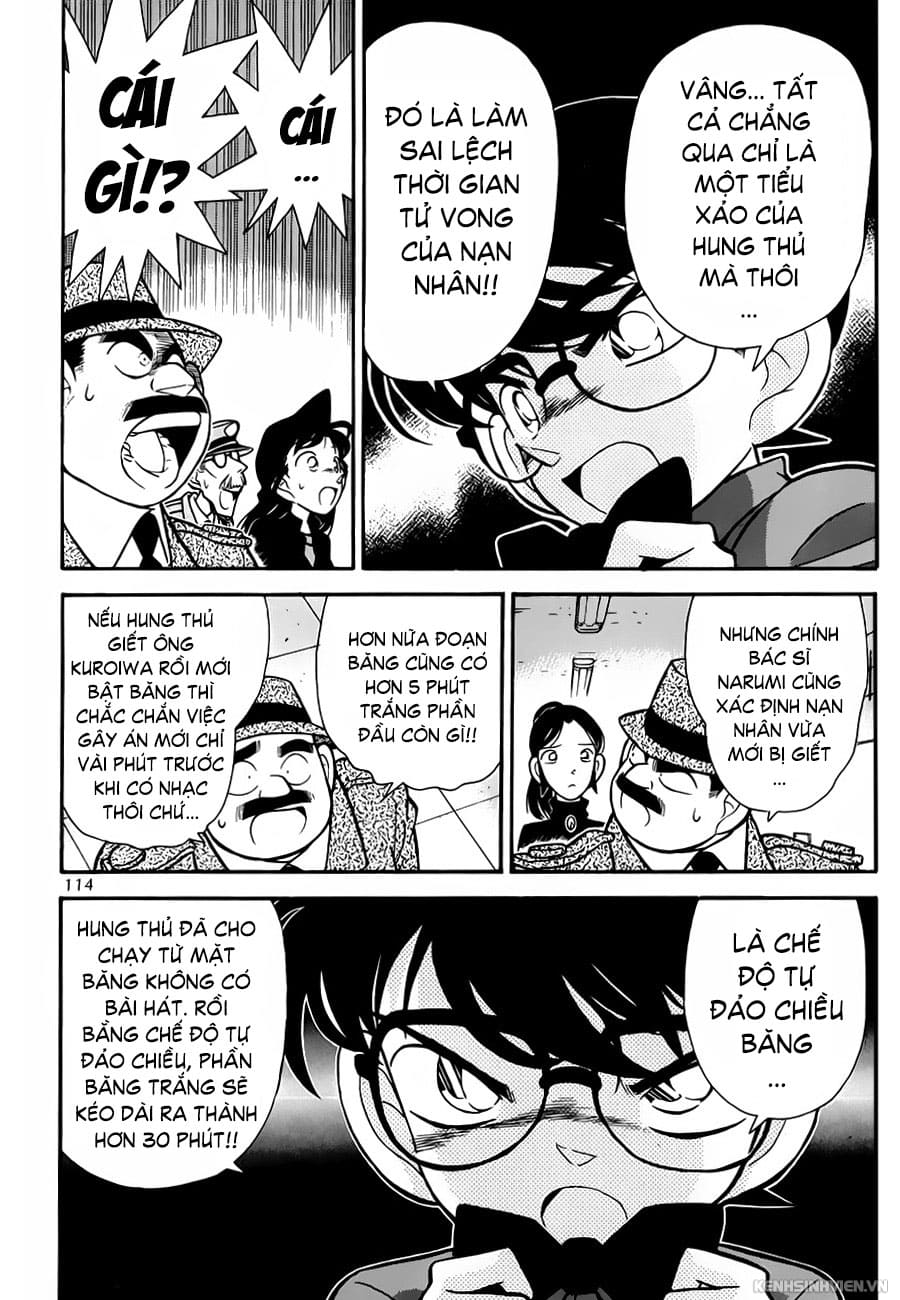 VÂNG... TẤT
CẢ CHẲNG
QUA CHỈ LÀ
MỘT TIỂU
XẢO CỦA
HUNG THỦ
MÀ THÔI
...
ĐÓ LÀ LÀM
SAI LỆCH
THỜI GIAN
TỬ VONG
CỦA NẠN
NHÂN!!
CÁI
...
CÁI
GÌ!?
NHƯNG CHÍNH
BÁC SĨ
NARUMI CŨNG
XÁC ĐỊNH NẠN
NHÂN VỪA
MỚI BỊ GIẾT
...
HƠN NỮA ĐOẠN
BĂNG CŨNG CÓ
HƠN 5 PHÚT
TRẮNG PHẦN
ĐẦU CÒN GÌ!!
NẾU HUNG THỦ
GIẾT ÔNG
KUROIWA RỒI MỚI
BẬT BĂNG THÌ
CHẮC CHẮN VIỆC
GÂY ÁN MỚI CHỈ
VÀI PHÚT TRƯỚC
KHI CÓ NHẠC
THÔI CHỨ...
114
LÀ CHẾ
ĐỘ TỰ
ĐẢO CHIỀU
BĂNG
...
HUNG THỦ ĐÃ CHO
CHẠY TỪ MẶT
BĂNG KHÔNG CÓ
BÀI HÁT. RỒI
BẰNG CHẾ ĐỘ TỰ
ĐẢO CHIỀU, PHẦN
BĂNG TRẮNG SẼ
KÉO DÀI RA THÀNH
HƠN 30 PHÚT!!
KENHSINHVIEN.VN